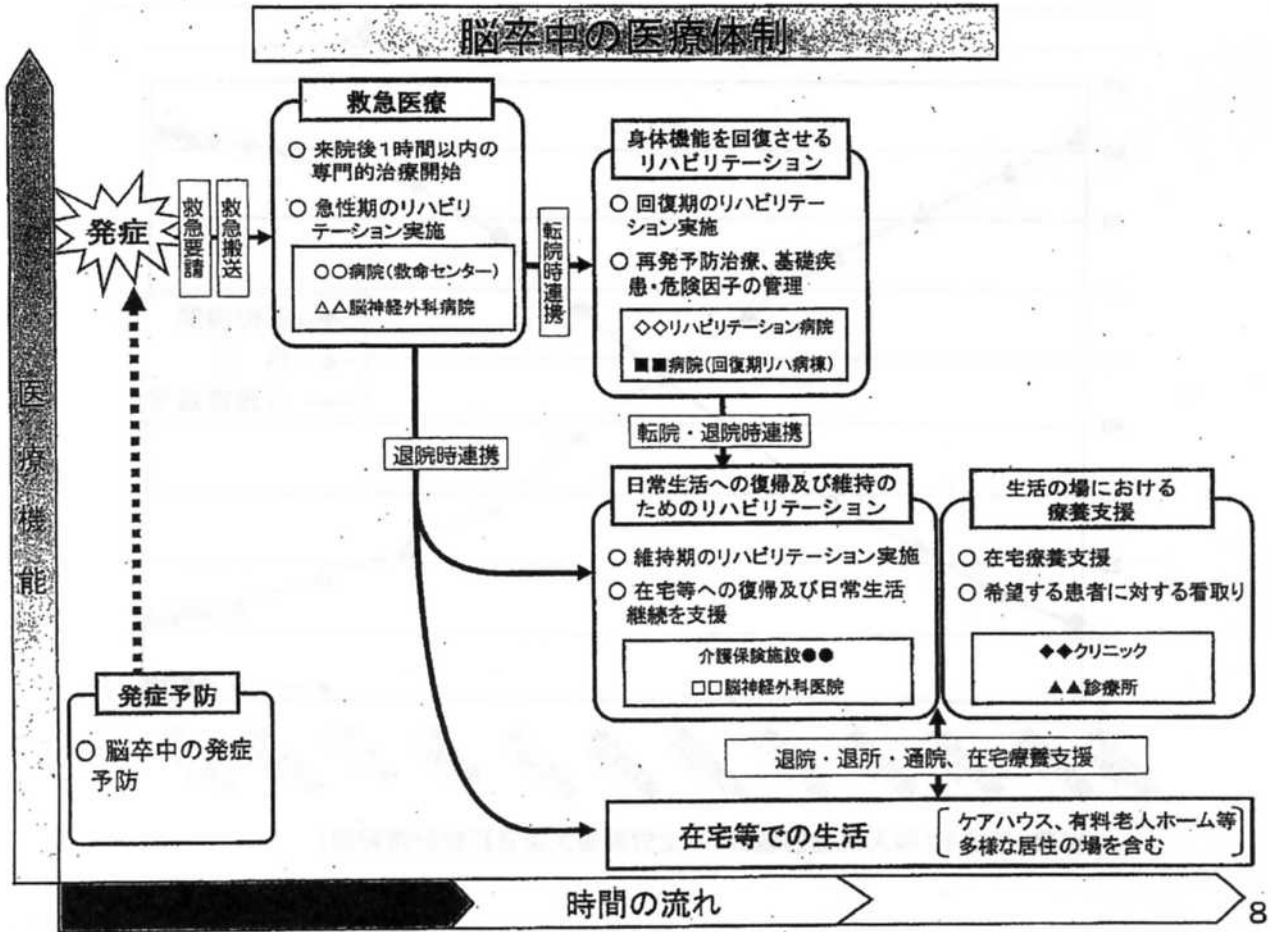 脳卒中の医療体制
医療機能
発症
救急要請
救急搬送
救急医療
○ 来院後1時間以内の
専門的治療開始
○ 急性期のリハビリ
テーション実施
○○病院(救命センター)
△△脳神経外科病院
転院時連携
身体機能を回復させる
リハビリテーション
○ 回復期のリハビリテー
ション実施
○ 再発予防治療、基礎疾
患・危険因子の管理
◇◇リハビリテーション病院
■■病院(回復期リハ病棟)
退院時連携
転院・退院時連携
日常生活への復帰及び維持の
ためのリハビリテーション
○ 維持期のリハビリテーション実施
○ 在宅等への復帰及び日常生活
継続を支援
介護保険施設●●
□□脳神経外科医院
生活の場における
療養支援
○ 在宅療養支援
○ 希望する患者に対する看取り
◆◆クリニック
▲▲診療所
発症予防
○ 脳卒中の発症
予防
退院・退所・通院、在宅療養支援
在宅等での生活
ケアハウス、有料老人ホーム等
多様な居住の場を含む
時間の流れ
8